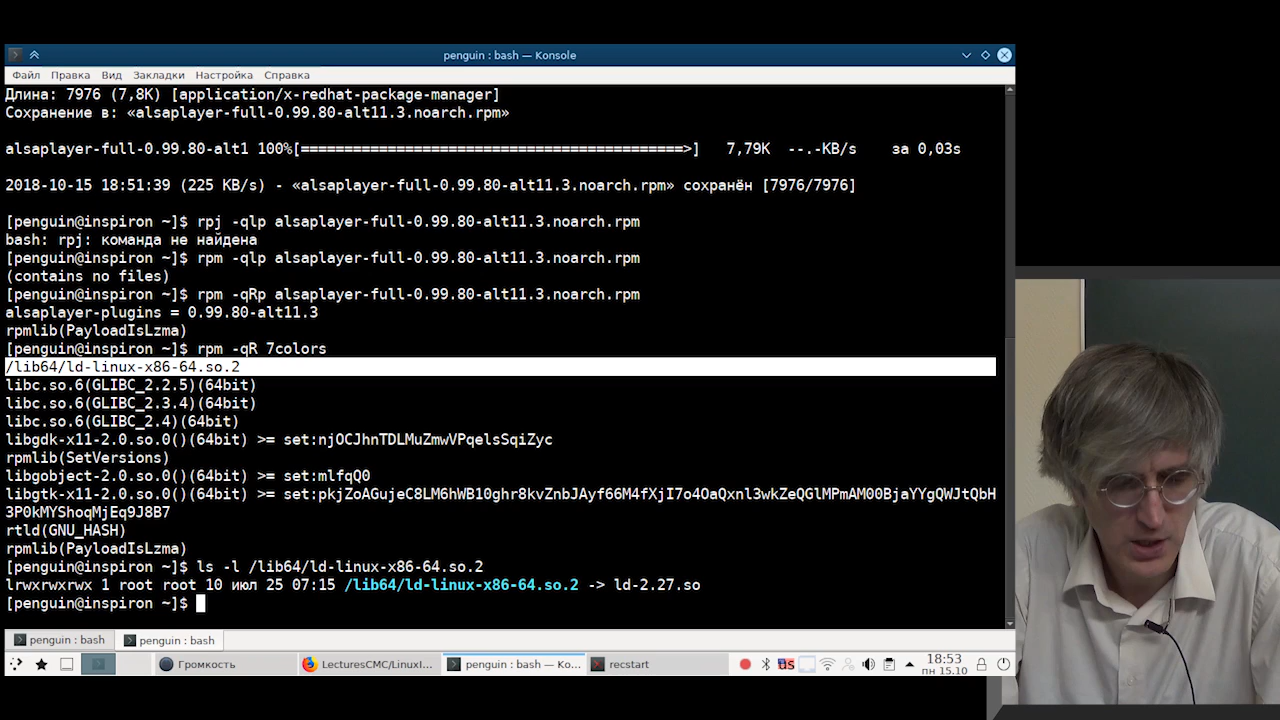 penguin : bash — Konsole
Файл Правка Вид Закладки Настройка Справка
Длина: 7976 (7,8K) [application/x-redhat-package-manager]
Сохранение в: «alsaplayer-full-0.99.80-alt11.3.noarch.rpm»
alsaplayer-full-0.99.80-alt1 100%[============================================>] 7,79K --.-KB/s за 0,03s
2018-10-15 18:51:39 (225 KB/s) - «alsaplayer-full-0.99.80-alt11.3.noarch.rpm» сохранён [7976/7976]
[penguin@inspiron ~]$ rpj -qlp alsaplayer-full-0.99.80-alt11.3.noarch.rpm
bash: rpj: команда не найдена
[penguin@inspiron ~]$ rpm -qlp alsaplayer-full-0.99.80-alt11.3.noarch.rpm
(contains no files)
[penguin@inspiron ~]$ rpm -qRp alsaplayer-full-0.99.80-alt11.3.noarch.rpm
alsaplayer-plugins = 0.99.80-alt11.3
rpmlib(PayloadIsLzma)
[penguin@inspiron ~]$ rpm -qR 7colors
/lib64/ld-linux-x86-64.so.2
libc.so.6(GLIBC_2.2.5)(64bit)
libc.so.6(GLIBC_2.3.4)(64bit)
libc.so.6(GLIBC_2.4)(64bit)
libgdk-x11-2.0.so.0()(64bit) >= set:njOCJhnTDLMuZmwVPqelsSqiZyc
rpmlib(SetVersions)
libgobject-2.0.so.0()(64bit) >= set:mlfqQ0
libgtk-x11-2.0.so.0()(64bit) >= set:pkjZoAGujeC8LM6hWB10ghr8kvZnbJAyf66M4fXjI7o4OaQxnl3wkZeQGlMPmAM00BjaYYgQWJtQbH
3P0kMYShoqMjEq9J8B7
rtld(GNU_HASH)
rpmlib(PayloadIsLzma)
[penguin@inspiron ~]$ ls -l /lib64/ld-linux-x86-64.so.2
lrwxrwxrwx 1 root root 10 июл 25 07:15 /lib64/ld-linux-x86-64.so.2 -> ld-2.27.so
[penguin@inspiron ~]$
penguin : bash penguin : bash
Громкость LecturesCMC/LinuxI... penguin : bash — Ko... recstart us 18:53
пн 15.10